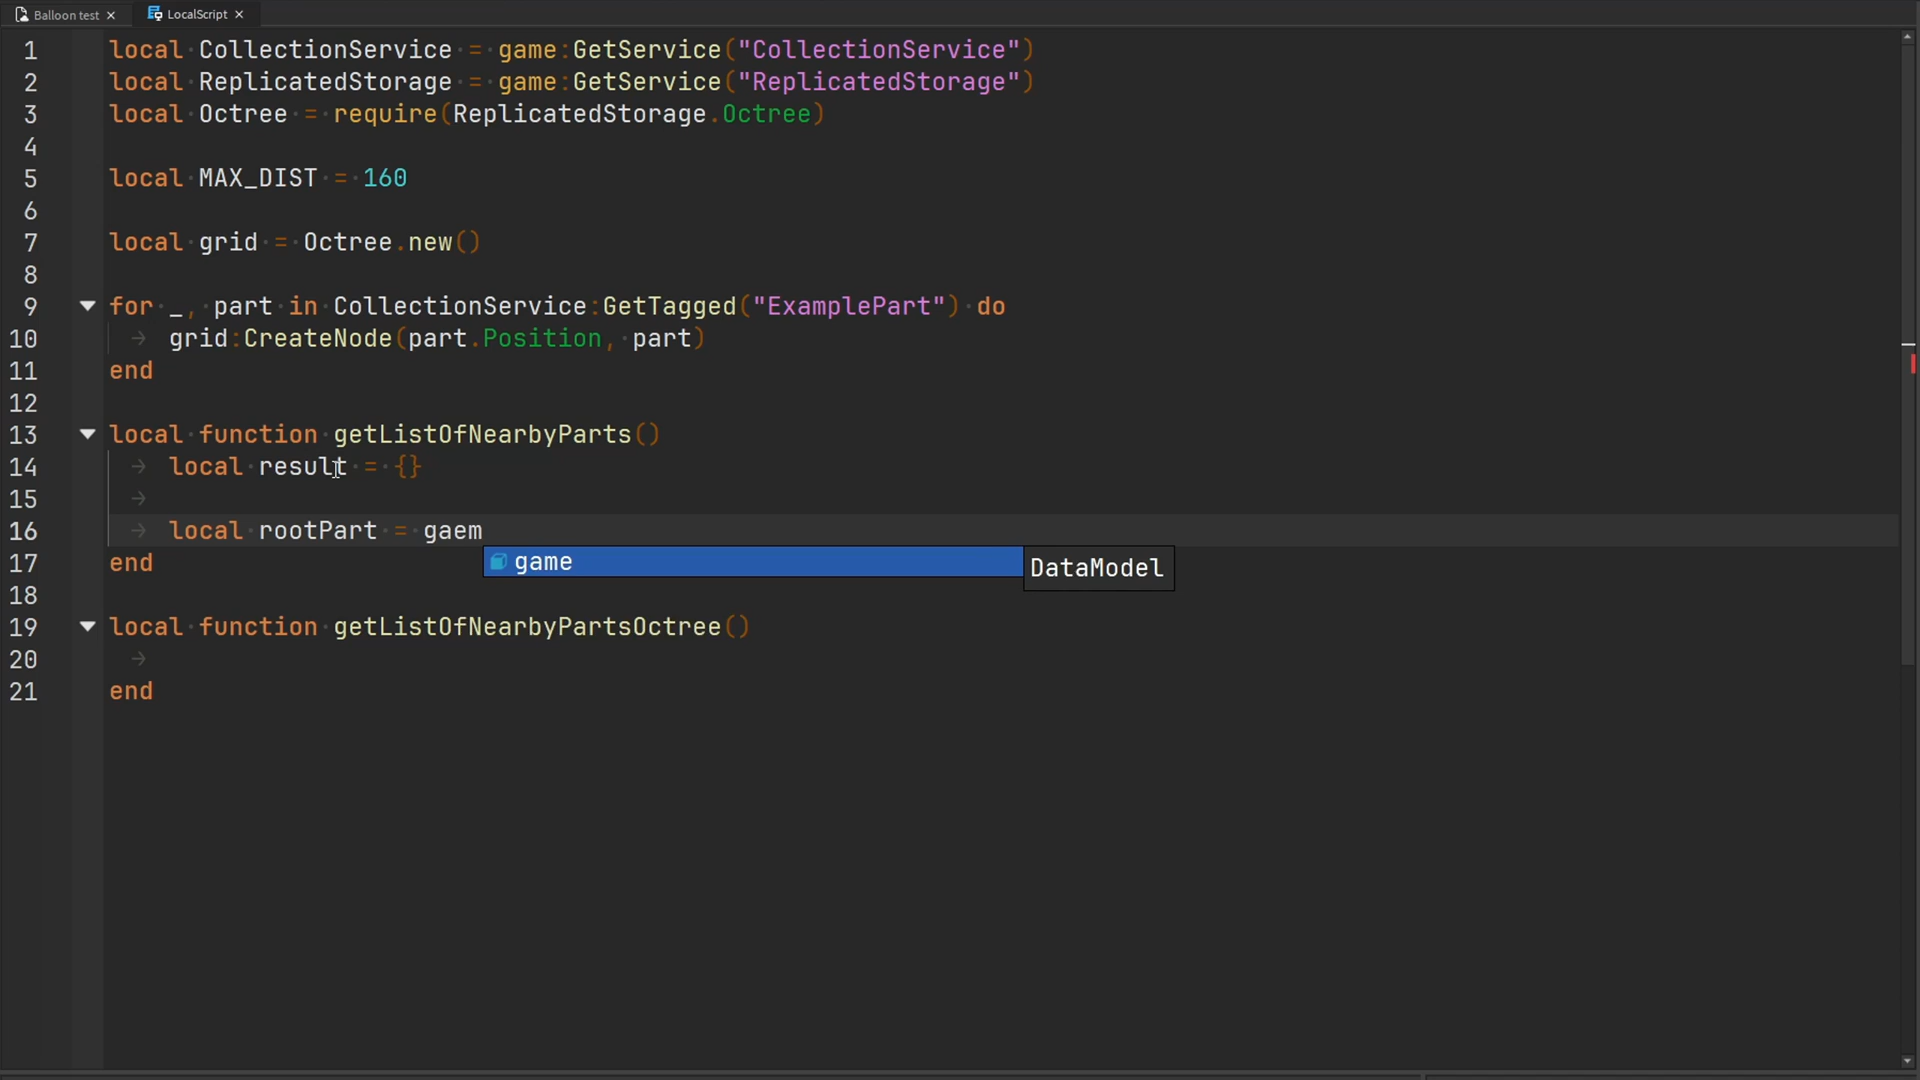 Balloon test
LocalScript
1 local CollectionService = game:GetService("CollectionService")
2 local ReplicatedStorage = game:GetService("ReplicatedStorage")
3 local Octree = require(ReplicatedStorage.Octree)
4
5 local MAX_DIST = 160
6
7 local grid = Octree.new()
8
9 for _, part in CollectionService:GetTagged("ExamplePart") do
10 grid:CreateNode(part.Position, part)
11 end
12
13 local function getListOfNearbyParts()
14 local result = {}
15
16 local rootPart = gaem
game DataModel
17 end
18
19 local function getListOfNearbyPartsOctree()
20
21 end